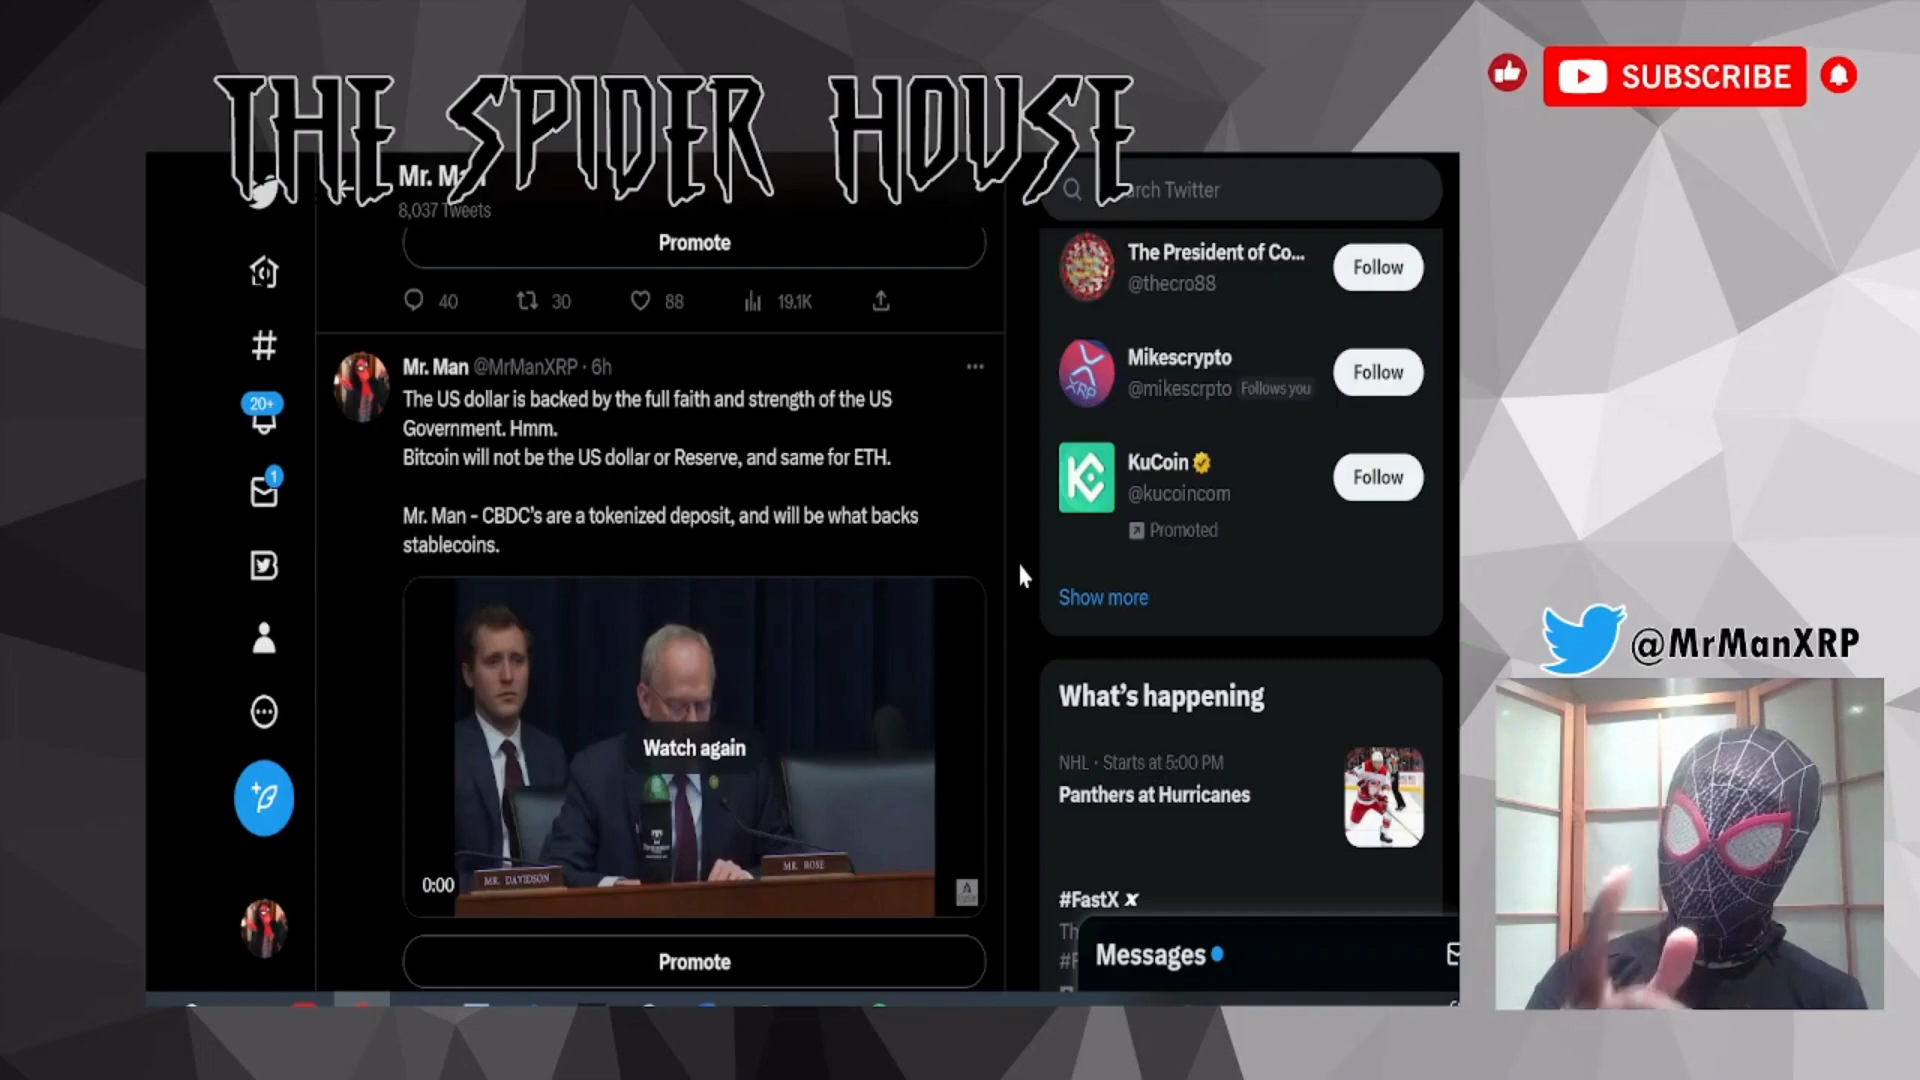 THE SPIDER HOUSE
SUBSCRIBE
Mr. Man
8,037 Tweets
Promote
40 30 88 19.1K
Mr. Man @MrManXRP · 6h
The US dollar is backed by the full faith and strength of the US
Government. Hmm.
Bitcoin will not be the US dollar or Reserve, and same for ETH.
Mr. Man - CBDC's are a tokenized deposit, and will be what backs
stablecoins.
Watch again
0:00
MR. DAVIDSON
MR. ROSE
Promote
20+
1
Twitter
The President of Co...
@thecro88
Follow
Mikescrypto
@mikescrpto Follows you
Follow
XRP
KuCoin
@kucoincom
Follow
Promoted
Show more
What's happening
NHL · Starts at 5:00 PM
Panthers at Hurricanes
#FastX
Messages
@MrManXRP